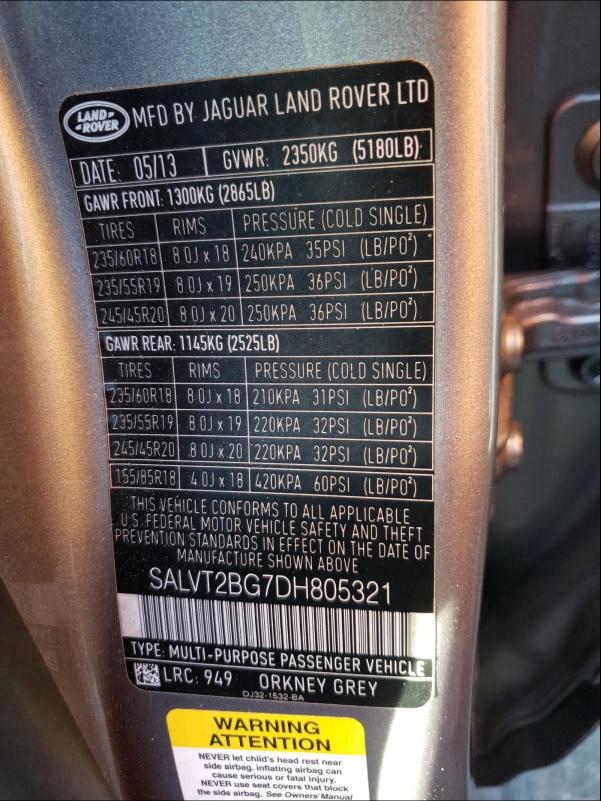 LAND ROVER MFD BY JAGUAR LAND ROVER LTD
DATE: 05/13 GVWR: 2350KG (5180LB)
GAWR FRONT: 1300KG (2865LB)
TIRES RIMS PRESSURE (COLD SINGLE)
235/60R18 8.0J x 18 240KPA 35PSI (LB/PO²)
235/55R19 8.0J x 19 250KPA 36PSI (LB/PO²)
245/45R20 8.0J x 20 250KPA 36PSI (LB/PO²)
GAWR REAR: 1145KG (2525LB)
TIRES RIMS PRESSURE (COLD SINGLE)
235/60R18 8.0J x 18 210KPA 31PSI (LB/PO²)
235/55R19 8.0J x 19 220KPA 32PSI (LB/PO²)
245/45R20 8.0J x 20 220KPA 32PSI (LB/PO²)
155/85R18 4.0J x 18 420KPA 60PSI (LB/PO²)
THIS VEHICLE CONFORMS TO ALL APPLICABLE
U.S. FEDERAL MOTOR VEHICLE SAFETY AND THEFT
PREVENTION STANDARDS IN EFFECT ON THE DATE OF
MANUFACTURE SHOWN ABOVE
SALVT2BG7DH805321
TYPE: MULTI-PURPOSE PASSENGER VEHICLE
LRC: 949 ORKNEY GREY
DJ32-1532-BA
WARNING
ATTENTION
NEVER let child's head rest near
side airbag. inflating airbag can
cause serious or fatal injury.
NEVER use seat covers that block
the side airbag. See Owners' Manual